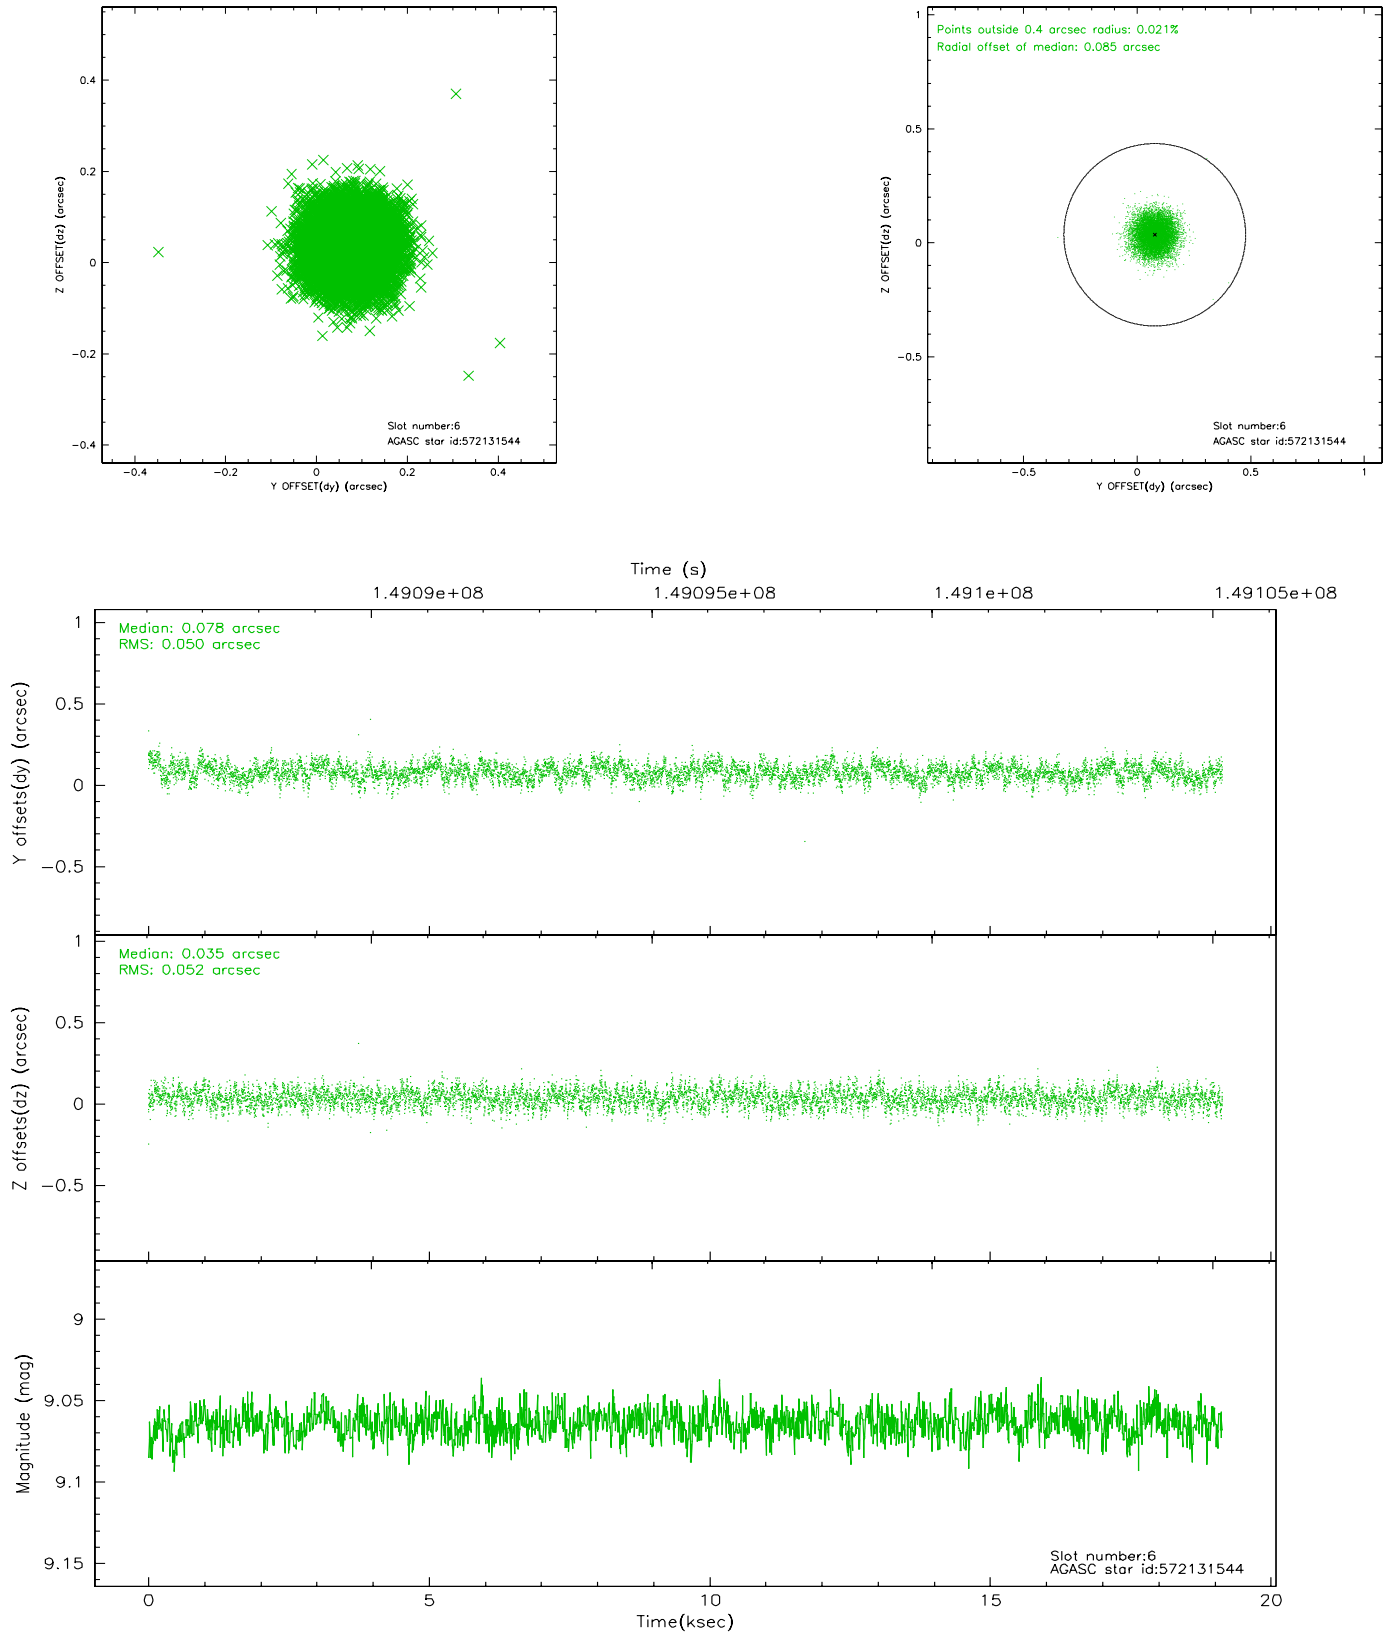 0.4
0.2
0
−0.2
−0.4
Z OFFSET(dz) (arcsec)
−0.4 −0.2 0 0.2 0.4
Y OFFSET(dy) (arcsec)
Slot number:6
AGASC star id:572131544
Points outside 0.4 arcsec radius: 0.021%
Radial offset of median: 0.085 arcsec
1
0.5
0
−0.5
Z OFFSET(dz) (arcsec)
−0.5 0 0.5 1
Y OFFSET(dy) (arcsec)
Slot number:6
AGASC star id:572131544
Time (s)
1.4909e+08 1.49095e+08 1.491e+08 1.49105e+08
Median: 0.078 arcsec
RMS: 0.050 arcsec
1
0.5
0
−0.5
Y offsets(dy) (arcsec)
Median: 0.035 arcsec
RMS: 0.052 arcsec
1
0.5
0
−0.5
Z offsets(dz) (arcsec)
9
9.05
9.1
9.15
Magnitude (mag)
Slot number:6
AGASC star id:572131544
0 5 10 15 20
Time(ksec)